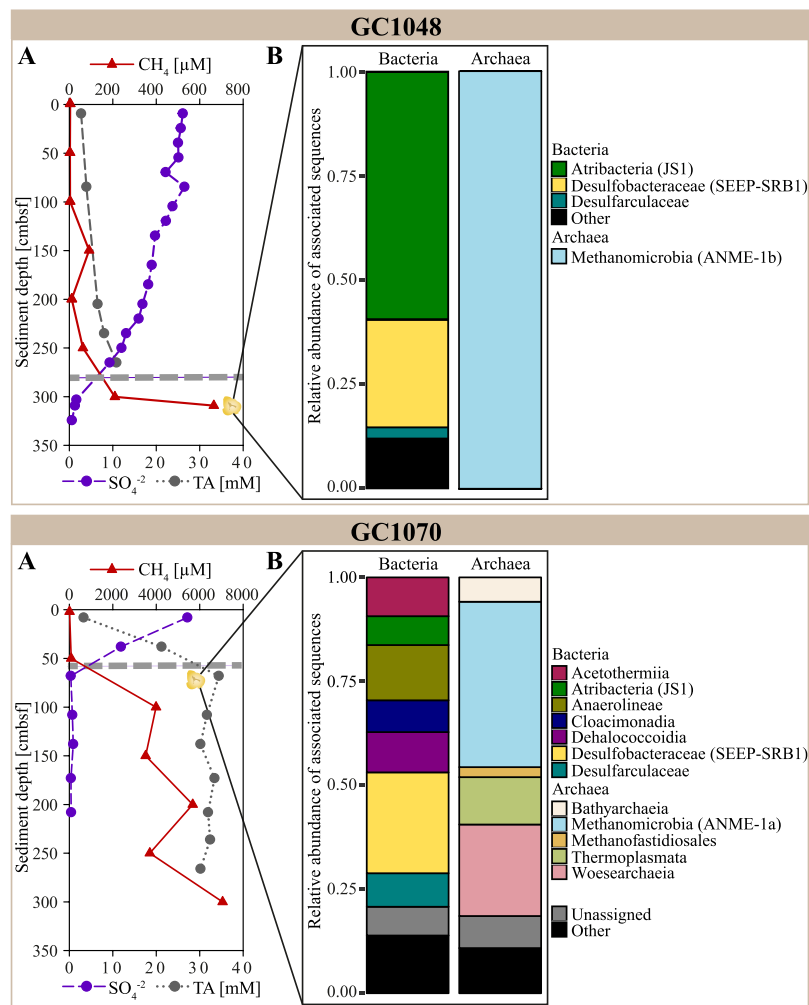 GC1048
A
CH4 [µM]
0 200 400 600 800
0
50
100
150
200
250
300
350
Sediment depth [cmbsf]
0 10 20 30 40
SO4-2 TA [mM]
B
Bacteria Archaea
1.00
0.75
0.50
0.25
0.00
Relative abundance of associated sequences
Bacteria
Atribacteria (JS1)
Desulfobacteraceae (SEEP-SRB1)
Desulfarculaceae
Other
Archaea
Methanomicrobia (ANME-1b)
GC1070
A
CH4 [µM]
0 2000 4000 6000 8000
0
50
100
150
200
250
300
350
Sediment depth [cmbsf]
0 10 20 30 40
SO4-2 TA [mM]
B
Bacteria Archaea
1.00
0.75
0.50
0.25
0.00
Relative abundance of associated sequences
Bacteria
Acetothermiia
Atribacteria (JS1)
Anaerolineae
Cloacimonadia
Dehalococcoidia
Desulfobacteraceae (SEEP-SRB1)
Desulfarculaceae
Archaea
Bathyarchaeia
Methanomicrobia (ANME-1a)
Methanofastidiosales
Thermoplasmata
Woesearchaeia
Unassigned
Other